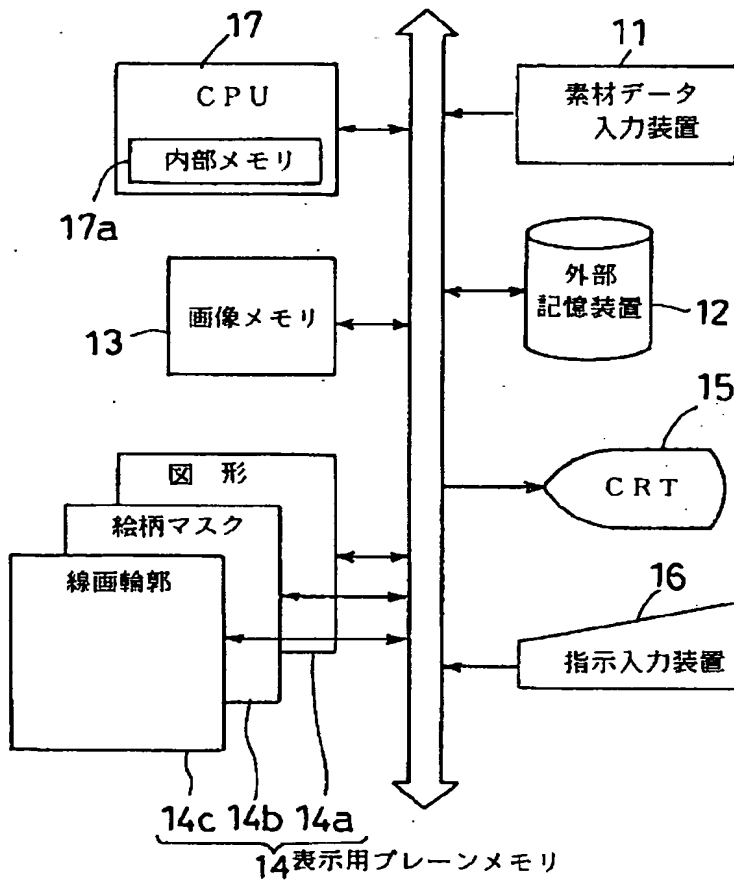 17
CPU
内部メモリ
17a
11
素材データ
入力装置
画像メモリ
13
外部
記憶装置
12
図 形
絵柄マスク
線画輪郭
15
CRT
16
指示入力装置
14c 14b 14a
14 表示用プレーンメモリ